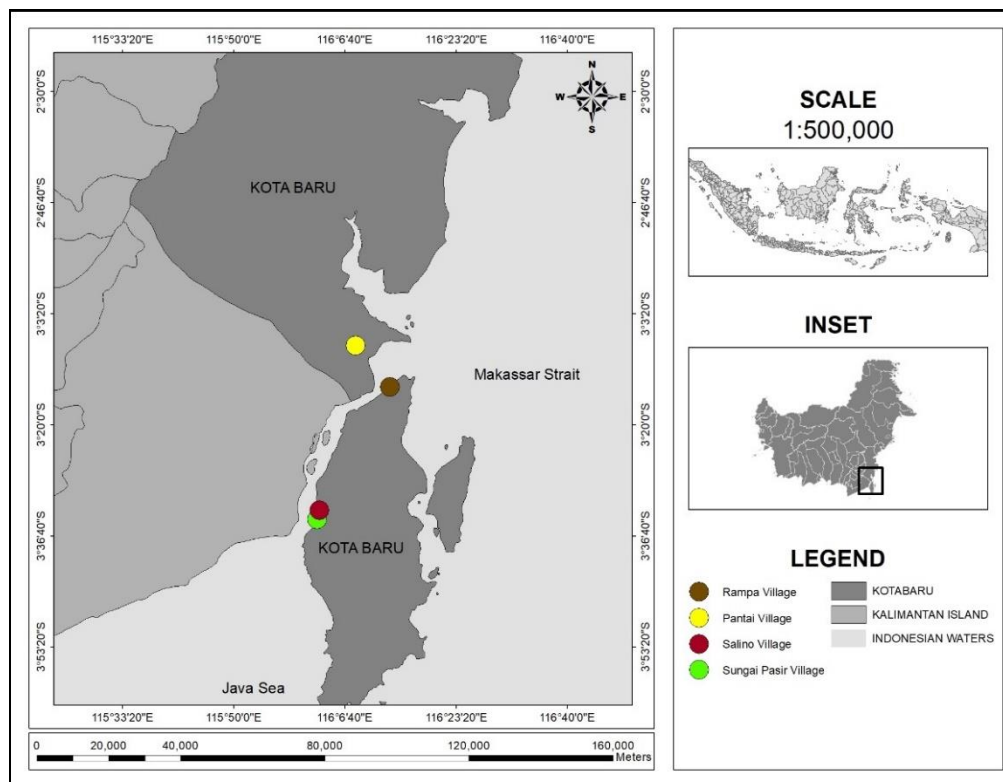 115°33'20"E 115°50'0"E 116°6'40"E 116°23'20"E 116°40'0"E
2°30'0"S 2°30'0"S
2°46'40"S 2°46'40"S
3°3'20"S 3°3'20"S
3°20'0"S 3°20'0"S
3°36'40"S 3°36'40"S
3°53'20"S 3°53'20"S
N
W E
S
KOTA BARU
Makassar Strait
KOTA BARU
Java Sea
115°33'20"E 115°50'0"E 116°6'40"E 116°23'20"E 116°40'0"E
0 20,000 40,000 80,000 120,000 160,000
Meters
SCALE
1:500,000
INSET
LEGEND
Rampa Village
Pantai Village
Salino Village
Sungai Pasir Village
KOTABARU
KALIMANTAN ISLAND
INDONESIAN WATERS